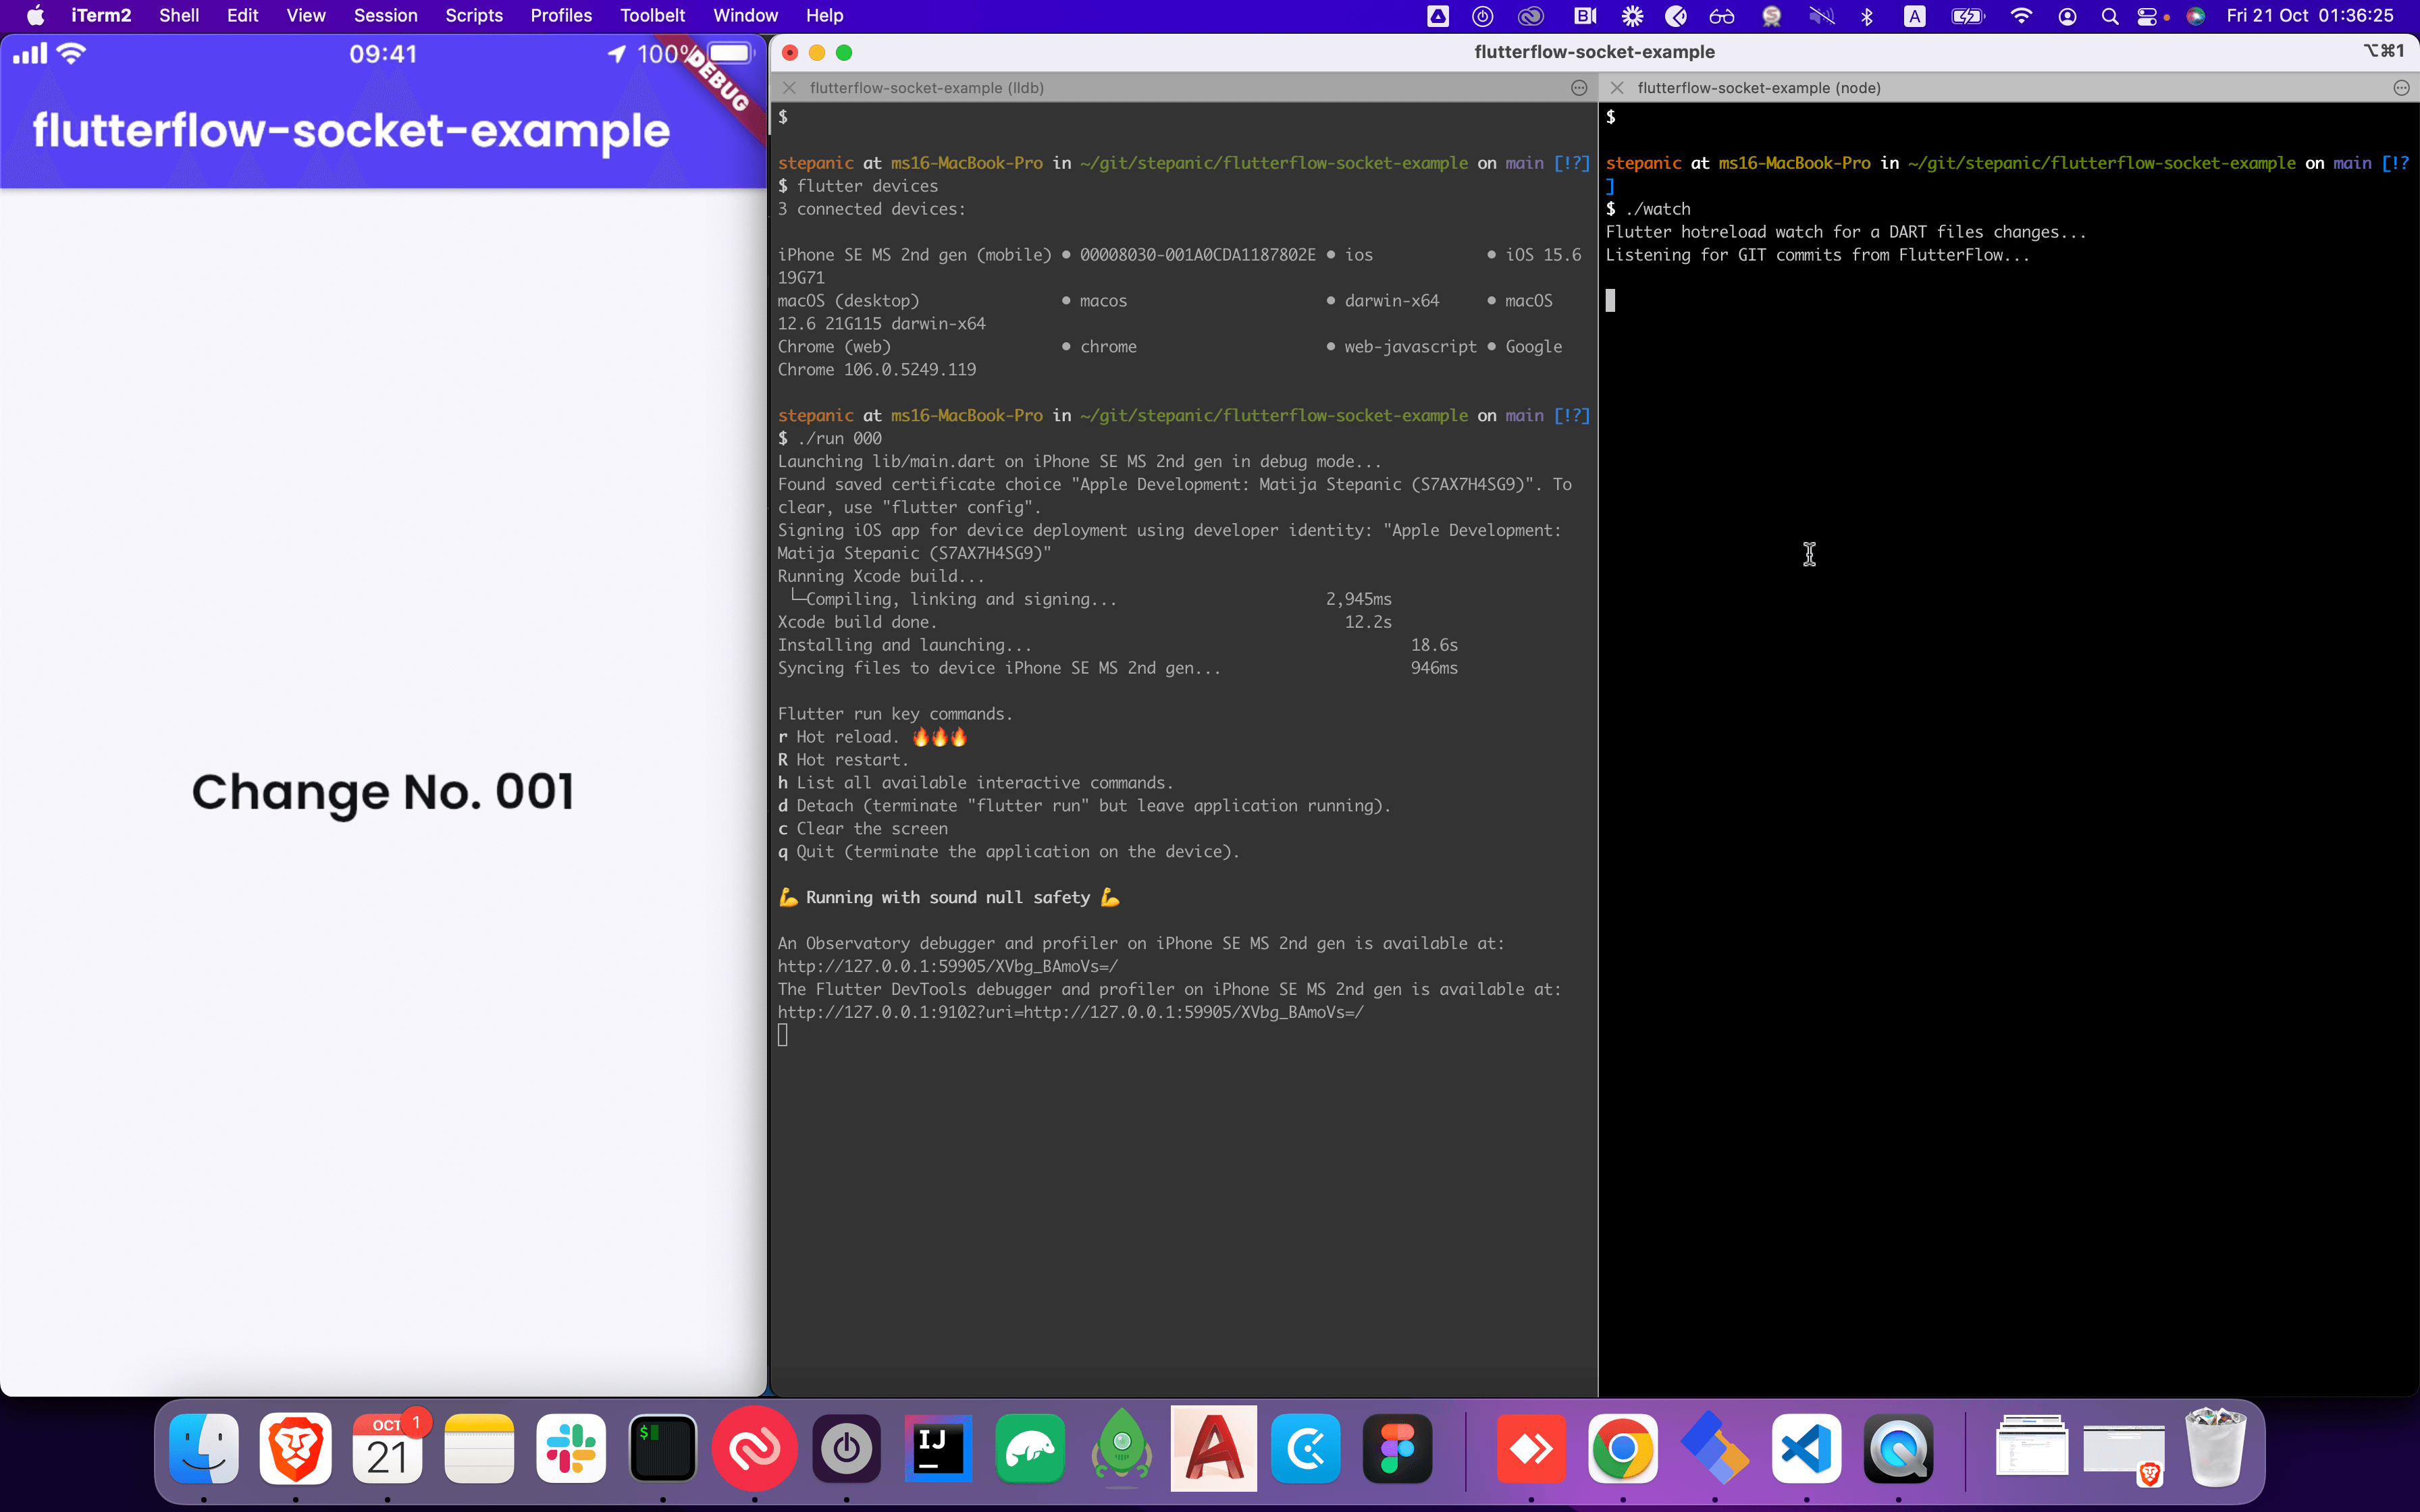 iTerm2 Shell Edit View Session Scripts Profiles Toolbelt Window Help
A Fri 21 Oct 01:36:25
09:41 100%
DEBUG
flutterflow-socket-example
Change No. 001
flutterflow-socket-example ⌥⌘1
flutterflow-socket-example (lldb)
$
stepanic at ms16-MacBook-Pro in ~/git/stepanic/flutterflow-socket-example on main [!?]
$ flutter devices
3 connected devices:
iPhone SE MS 2nd gen (mobile) • 00008030-001A0CDA1187802E • ios • iOS 15.6
19G71
macOS (desktop) • macos • darwin-x64 • macOS
12.6 21G115 darwin-x64
Chrome (web) • chrome • web-javascript • Google
Chrome 106.0.5249.119
stepanic at ms16-MacBook-Pro in ~/git/stepanic/flutterflow-socket-example on main [!?]
$ ./run 000
Launching lib/main.dart on iPhone SE MS 2nd gen in debug mode...
Found saved certificate choice "Apple Development: Matija Stepanic (S7AX7H4SG9)". To
clear, use "flutter config".
Signing iOS app for device deployment using developer identity: "Apple Development:
Matija Stepanic (S7AX7H4SG9)"
Running Xcode build...
└─Compiling, linking and signing... 2,945ms
Xcode build done. 12.2s
Installing and launching... 18.6s
Syncing files to device iPhone SE MS 2nd gen... 946ms
Flutter run key commands.
r Hot reload. 🔥🔥🔥
R Hot restart.
h List all available interactive commands.
d Detach (terminate "flutter run" but leave application running).
c Clear the screen
q Quit (terminate the application on the device).
💪 Running with sound null safety 💪
An Observatory debugger and profiler on iPhone SE MS 2nd gen is available at:
http://127.0.0.1:59905/XVbg_BAmoVs=/
The Flutter DevTools debugger and profiler on iPhone SE MS 2nd gen is available at:
http://127.0.0.1:9102?uri=http://127.0.0.1:59905/XVbg_BAmoVs=/
flutterflow-socket-example (node)
$
stepanic at ms16-MacBook-Pro in ~/git/stepanic/flutterflow-socket-example on main [!?
]
$ ./watch
Flutter hotreload watch for a DART files changes...
Listening for GIT commits from FlutterFlow...
OCT 1
21
$
IJ